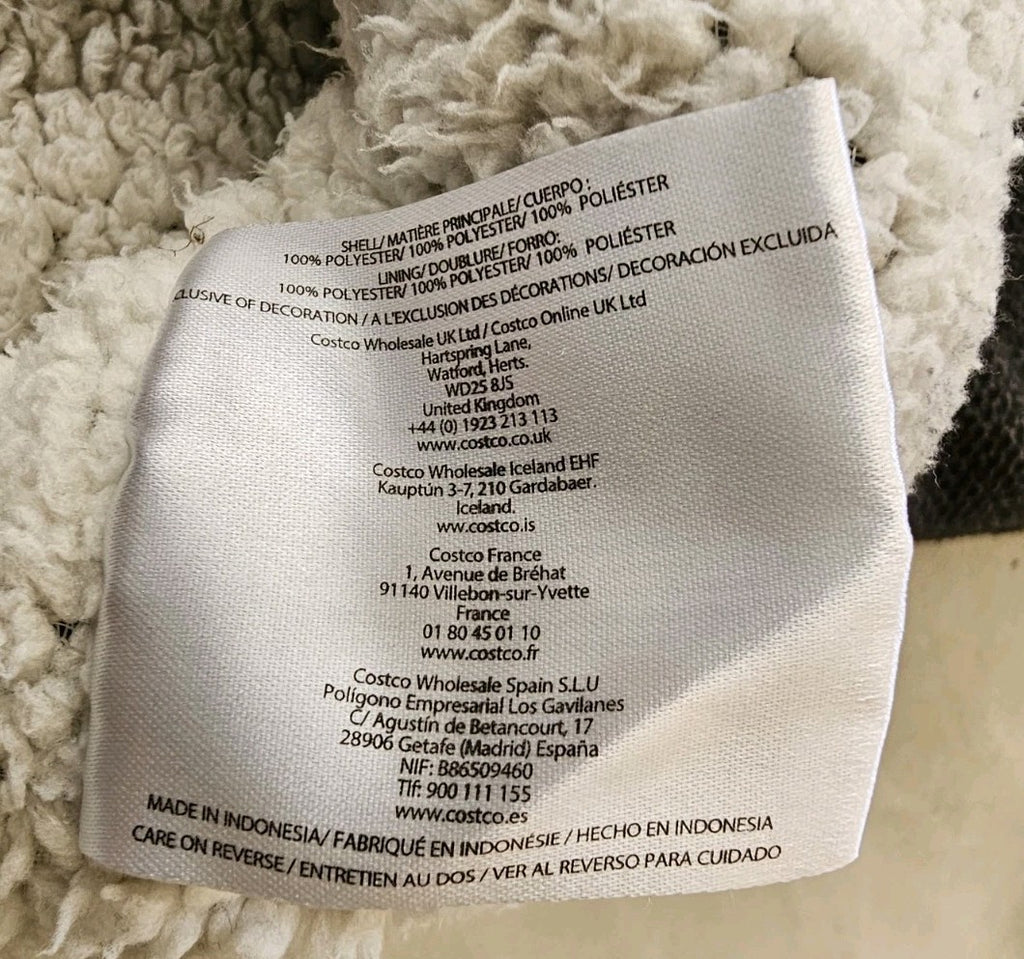 SHELL/ MATIÈRE PRINCIPALE/ CUERPO :
100% POLYESTER/ 100% POLYESTER/ 100% POLIÉSTER
LINING/ DOUBLURE/ FORRO:
100% POLYESTER/ 100% POLYESTER/ 100% POLIÉSTER
LUSIVE OF DECORATION / A L'EXCLUSION DES DÉCORATIONS/ DECORACIÓN EXCLUIDA
Costco Wholesale UK Ltd / Costco Online UK Ltd
Hartspring Lane,
Watford, Herts.
WD25 8JS
United Kingdom
+44 (0) 1923 213 113
www.costco.co.uk
Costco Wholesale Iceland EHF
Kauptún 3-7, 210 Gardabaer.
Iceland.
ww.costco.is
Costco France
1, Avenue de Bréhat
91140 Villebon-sur-Yvette
France
01 80 45 01 10
www.costco.fr
Costco Wholesale Spain S.L.U
Polígono Empresarial Los Gavilanes
C/ Agustín de Betancourt, 17
28906 Getafe (Madrid) España
NIF: B86509460
Tlf: 900 111 155
www.costco.es
MADE IN INDONESIA/ FABRIQUÉ EN INDONÉSIE / HECHO EN INDONESIA
CARE ON REVERSE / ENTRETIEN AU DOS / VER AL REVERSO PARA CUIDADO